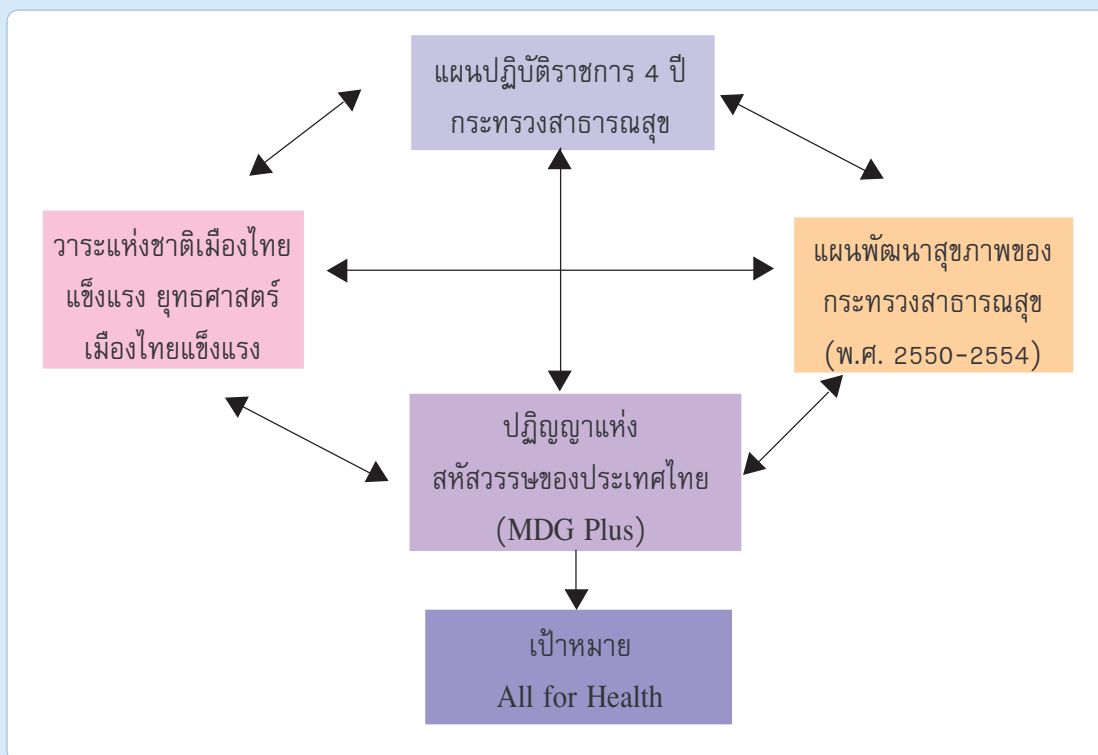 แผนปฏิบัติราชการ 4 ปี
กระทรวงสาธารณสุข
วาระแห่งชาติเมืองไทย
แข็งแรง ยุทธศาสตร์
เมืองไทยแข็งแรง
แผนพัฒนาสุขภาพของ
กระทรวงสาธารณสุข
(พ.ศ. 2550-2554)
ปฏิญญาแห่ง
สหัสวรรษของประเทศไทย
(MDG Plus)
เป้าหมาย
All for Health